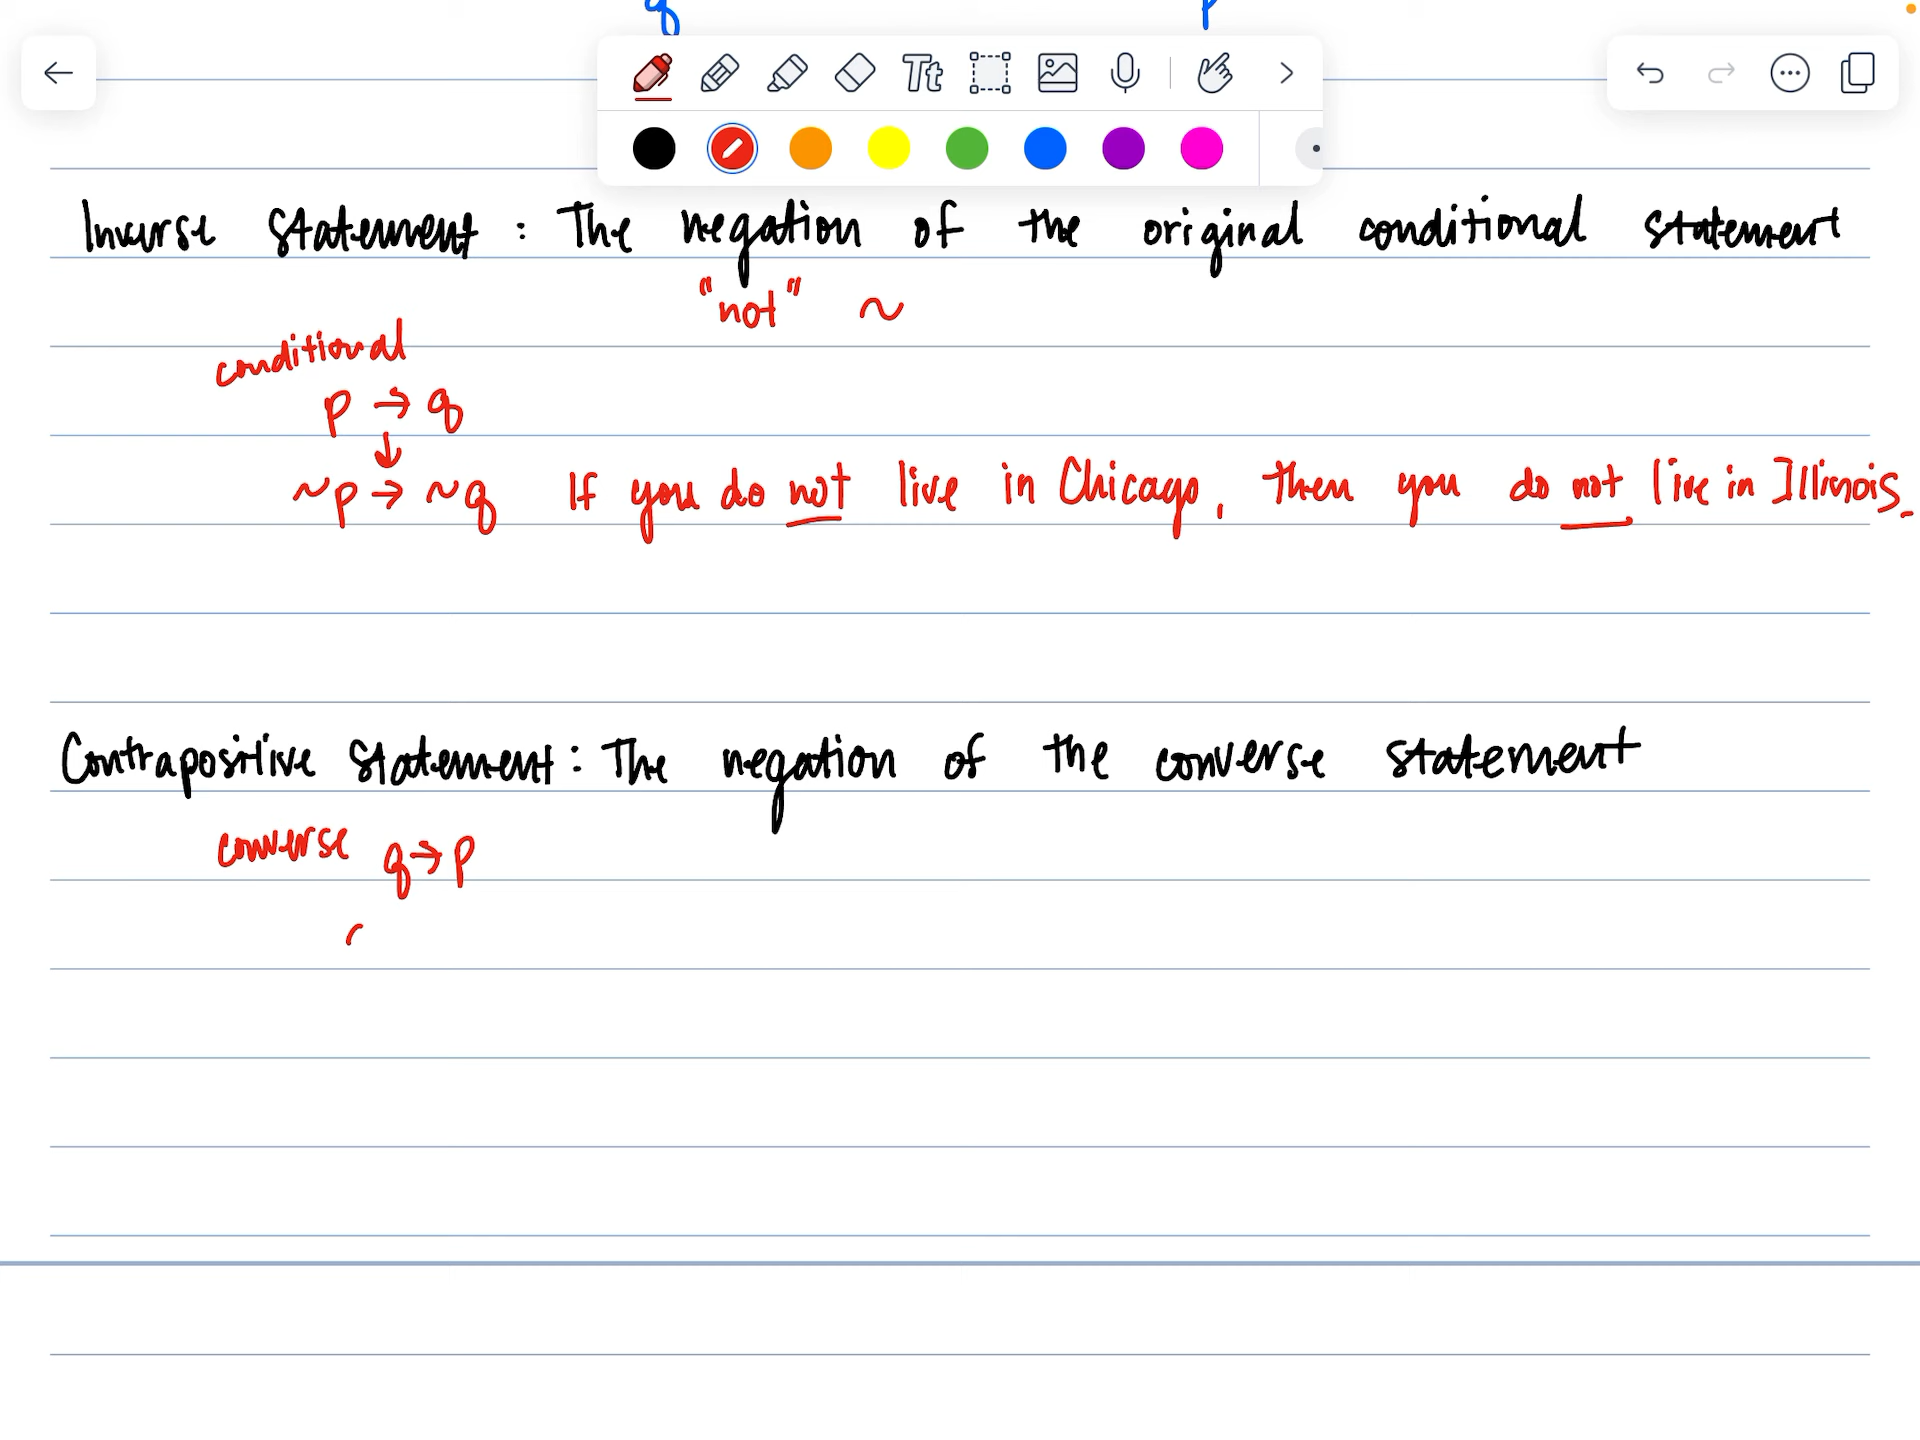 q p
Tt
Inverse statement : The negation of the original conditional statement
"not" ~
conditional
p → q
↓
~p → ~q If you do not live in Chicago, then you do not live in Illinois.
Contrapositive statement : The negation of the converse statement
converse q → p